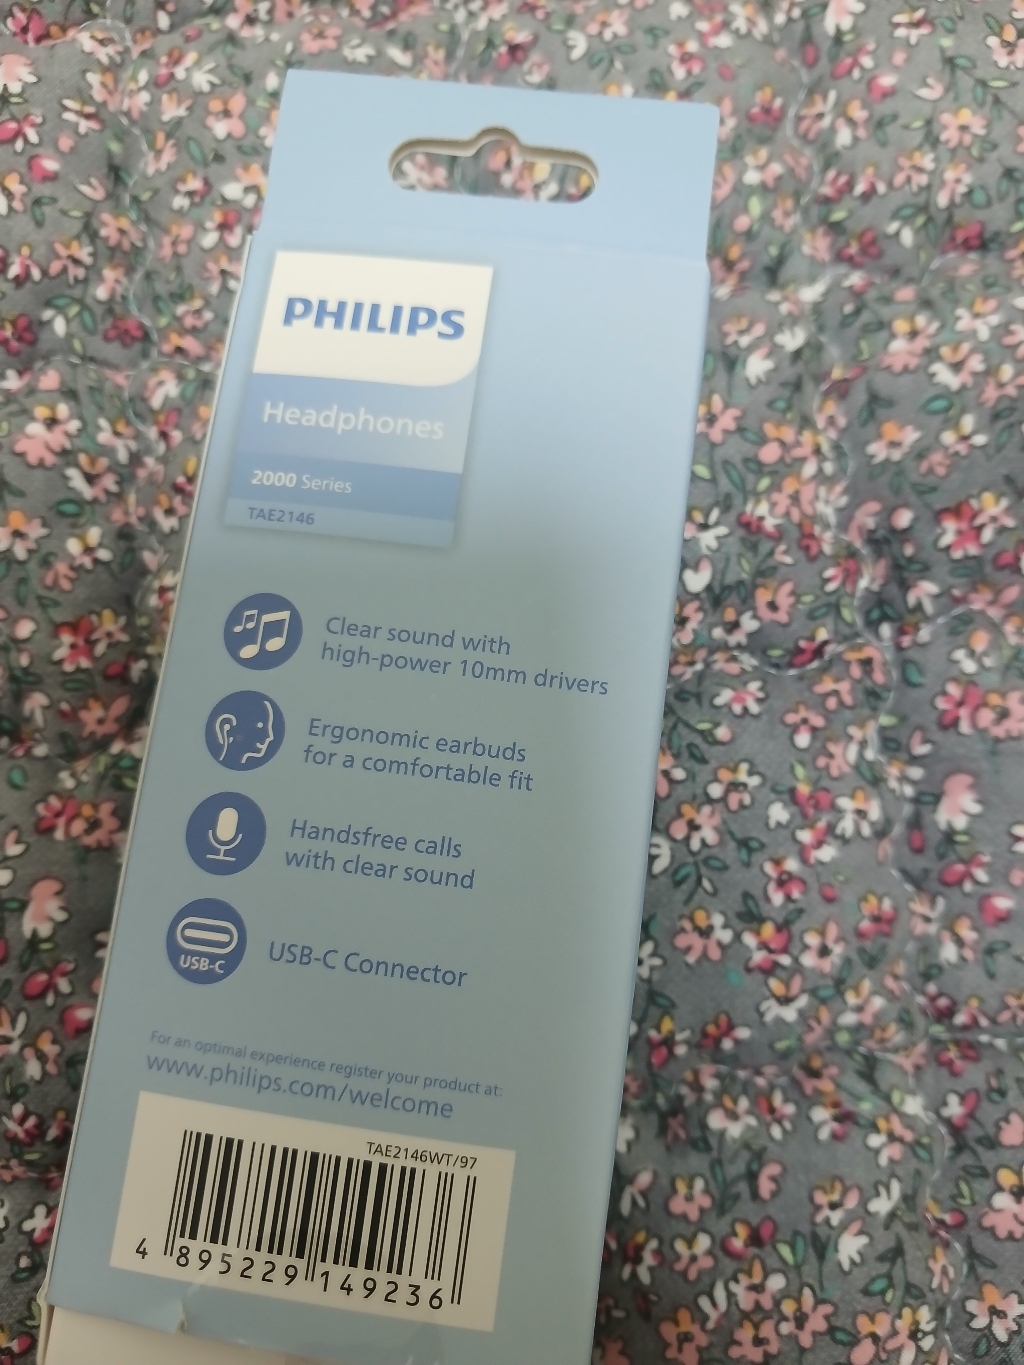 PHILIPS
Headphones
2000 Series
TAE2146
Clear sound with
high-power 10mm drivers
Ergonomic earbuds
for a comfortable fit
Handsfree calls
with clear sound
USB-C
USB-C Connector
For an optimal experience register your product at:
www.philips.com/welcome
TAE2146WT/97
4 895229 149236